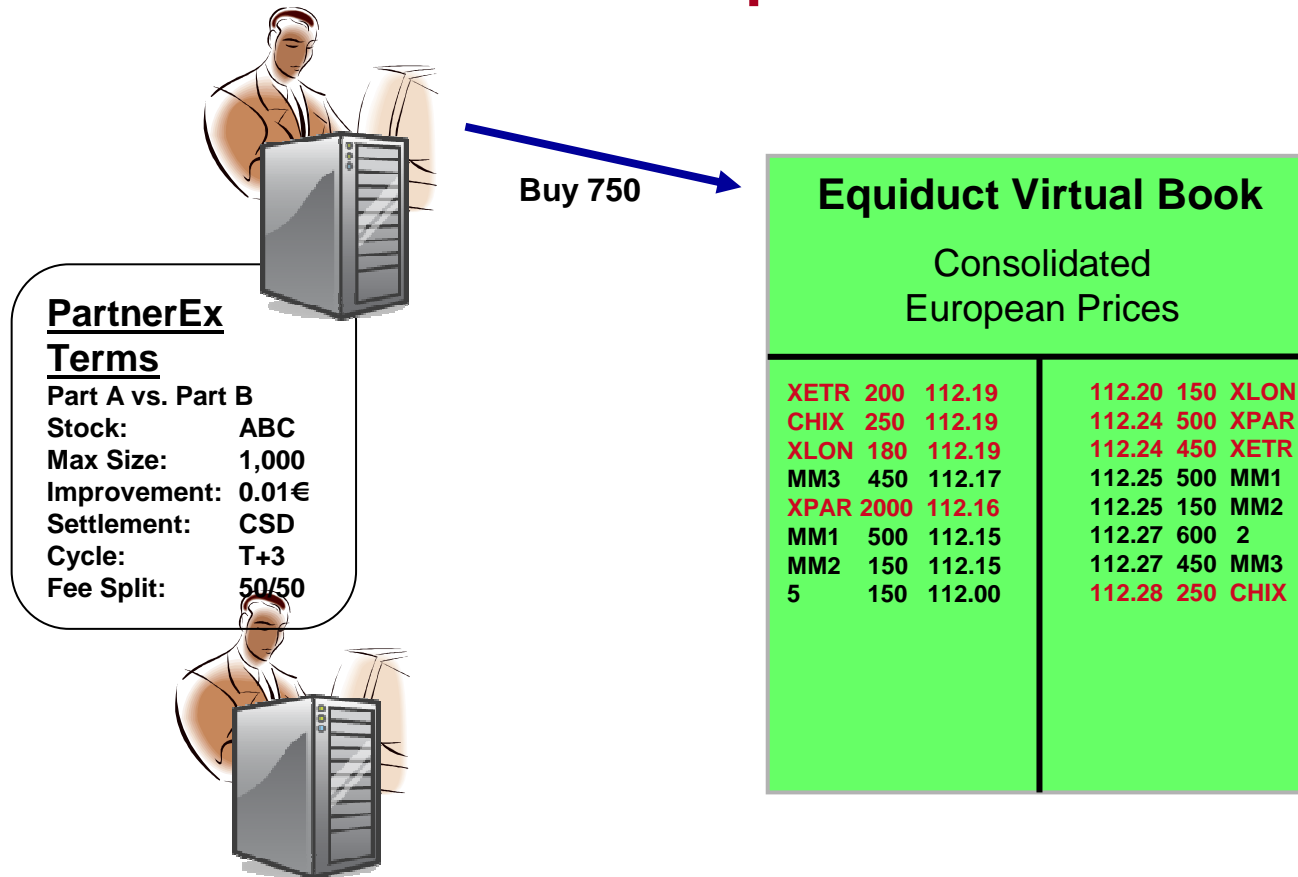 Buy 750
PartnerEx
Terms
Part A vs. Part B
Stock: ABC
Max Size: 1,000
Improvement: 0.01€
Settlement: CSD
Cycle: T+3
Fee Split: 50/50
Equiduct Virtual Book
Consolidated
European Prices
XETR 200 112.19
CHIX 250 112.19
XLON 180 112.19
MM3 450 112.17
XPAR 2000 112.16
MM1 500 112.15
MM2 150 112.15
5 150 112.00
112.20 150 XLON
112.24 500 XPAR
112.24 450 XETR
112.25 500 MM1
112.25 150 MM2
112.27 600 2
112.27 450 MM3
112.28 250 CHIX